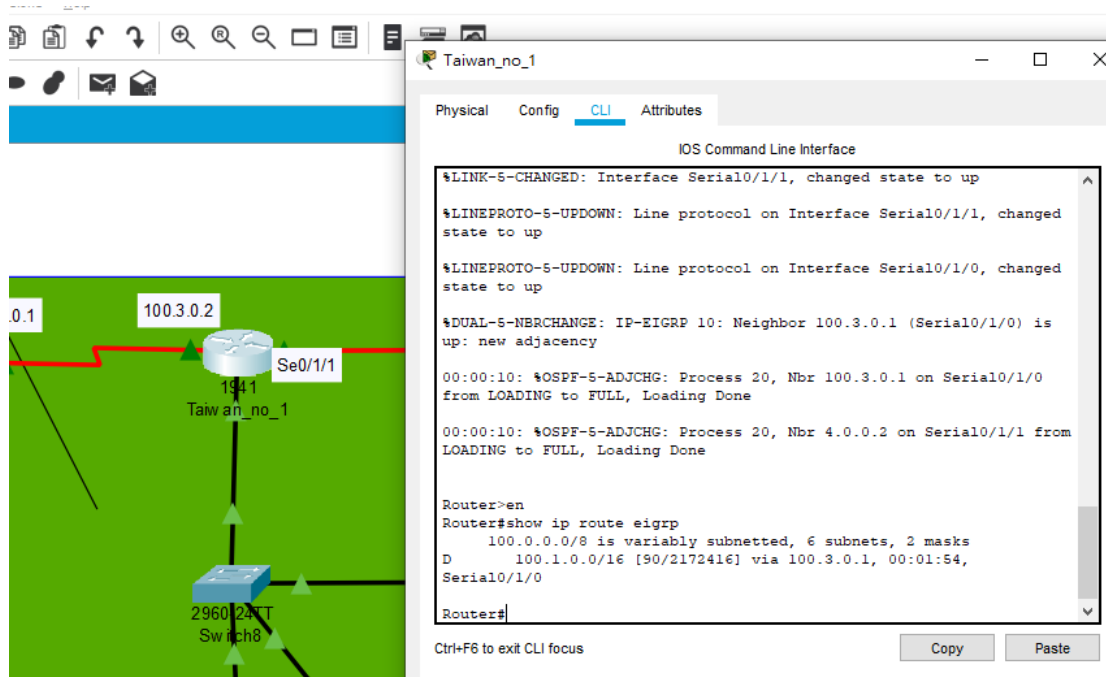 Taiwan_no_1
Physical Config CLI Attributes
IOS Command Line Interface
%LINK-5-CHANGED: Interface Serial0/1/1, changed state to up
%LINEPROTO-5-UPDOWN: Line protocol on Interface Serial0/1/1, changed
state to up
%LINEPROTO-5-UPDOWN: Line protocol on Interface Serial0/1/0, changed
state to up
%DUAL-5-NBRCHANGE: IP-EIGRP 10: Neighbor 100.3.0.1 (Serial0/1/0) is
up: new adjacency
00:00:10: %OSPF-5-ADJCHG: Process 20, Nbr 100.3.0.1 on Serial0/1/0
from LOADING to FULL, Loading Done
00:00:10: %OSPF-5-ADJCHG: Process 20, Nbr 4.0.0.2 on Serial0/1/1 from
LOADING to FULL, Loading Done
Router>en
Router#show ip route eigrp
100.0.0.0/8 is variably subnetted, 6 subnets, 2 masks
D 100.1.0.0/16 [90/2172416] via 100.3.0.1, 00:01:54,
Serial0/1/0
Router#
Ctrl+F6 to exit CLI focus
Copy
Paste
.0.1
100.3.0.2
Se0/1/1
1941
Taiwan_no_1
2960-24TT
Switch8